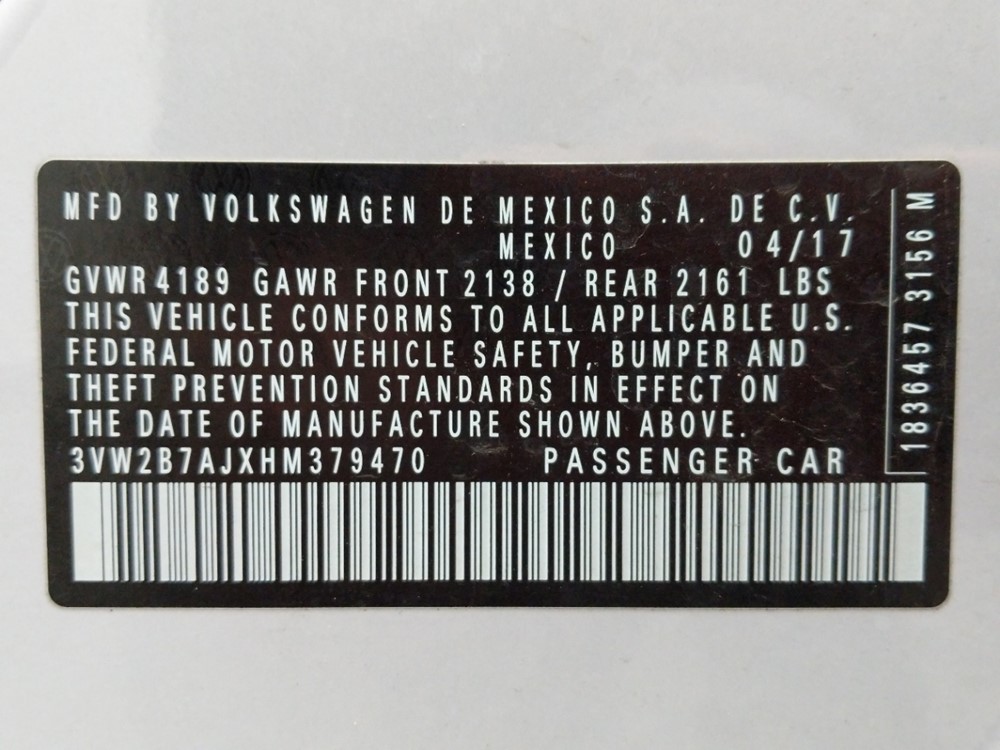 MFD BY VOLKSWAGEN DE MEXICO S.A. DE C.V.
MEXICO 04/17
GVWR 4189 GAWR FRONT 2138 / REAR 2161 LBS
THIS VEHICLE CONFORMS TO ALL APPLICABLE U.S.
FEDERAL MOTOR VEHICLE SAFETY, BUMPER AND
THEFT PREVENTION STANDARDS IN EFFECT ON
THE DATE OF MANUFACTURE SHOWN ABOVE.
3VW2B7AJXHM379470 PASSENGER CAR
1836457 3156 M